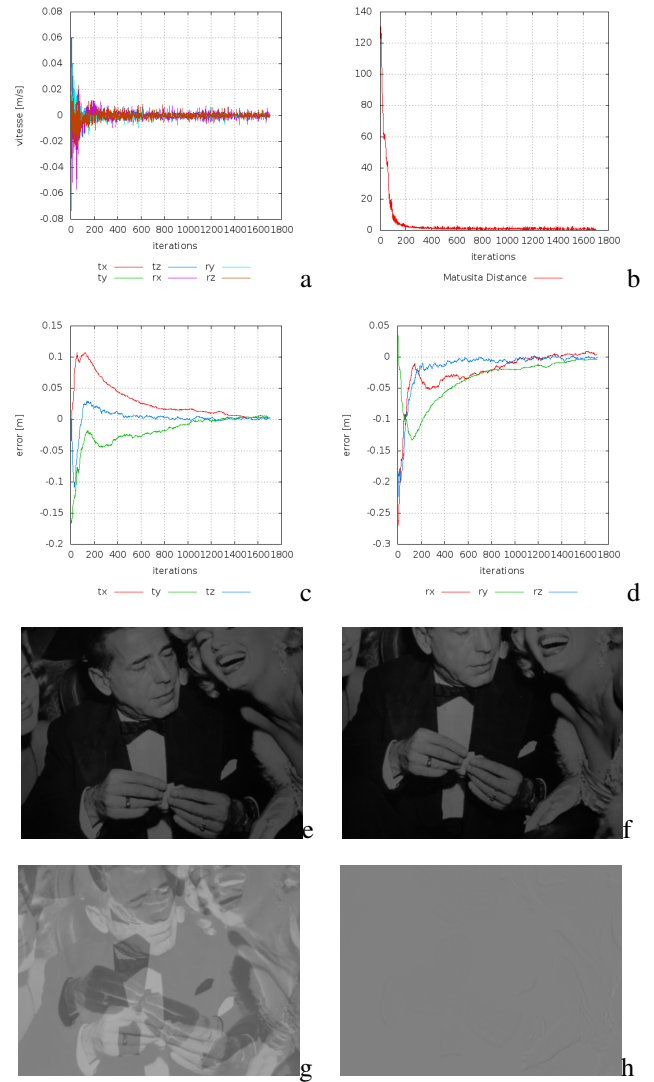 0.08
0.06
0.04
0.02
0
-0.02
-0.04
-0.06
-0.08
vitesse [m/s]
0 200 400 600 800 1000 1200 1400 1600 1800
iterations
tx tz ry
ty rx rz
a
140
120
100
80
60
40
20
0
0 200 400 600 800 1000 1200 1400 1600 1800
iterations
Matusita Distance
b
0.15
0.1
0.05
0
-0.05
-0.1
-0.15
-0.2
error [m]
0 200 400 600 800 1000 1200 1400 1600 1800
iterations
tx ty tz
c
0.05
0
-0.05
-0.1
-0.15
-0.2
-0.25
-0.3
error [m]
0 200 400 600 800 1000 1200 1400 1600 1800
iterations
rx ry rz
d
e
f
g
h